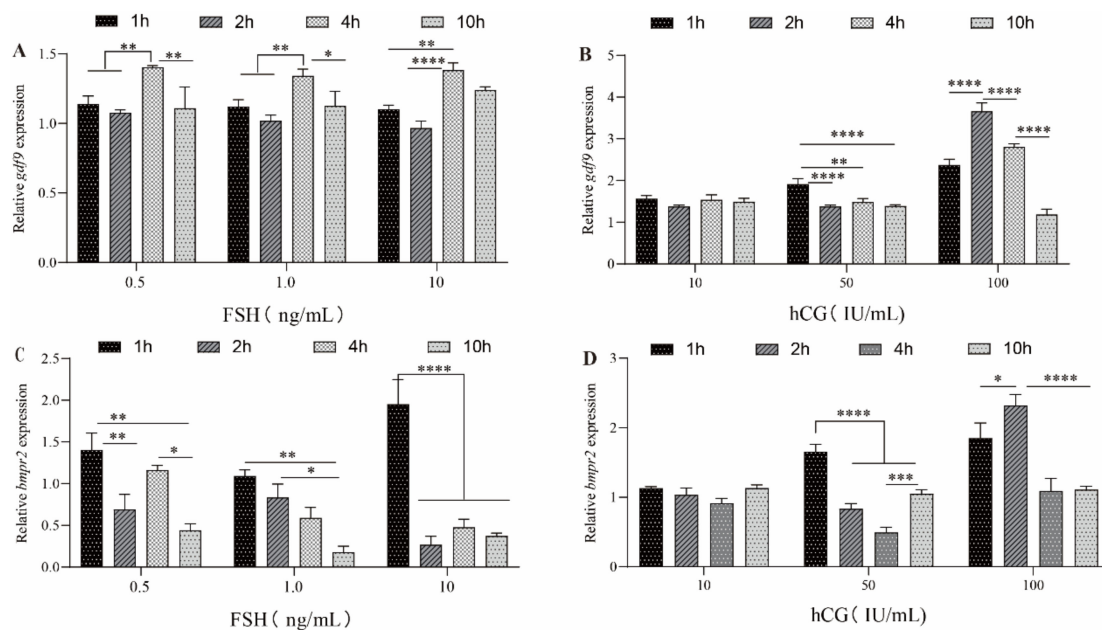 1h 2h 4h 10h
A
Relative gdf9 expression
1.5
1.0
0.5
0.0
** ** ** * ** ****
0.5 1.0 10
FSH( ng/mL)
1h 2h 4h 10h
B
Relative gdf9 expression
5
4
3
2
1
0
**** ** **** **** **** ****
10 50 100
hCG( IU/mL)
1h 2h 4h 10h
C
Relative bmpr2 expression
2.5
2.0
1.5
1.0
0.5
0.0
** ** * ** * ****
0.5 1.0 10
FSH( ng/mL)
1h 2h 4h 10h
D
Relative bmpr2 expression
3
2
1
0
**** *** * ****
10 50 100
hCG( IU/mL)